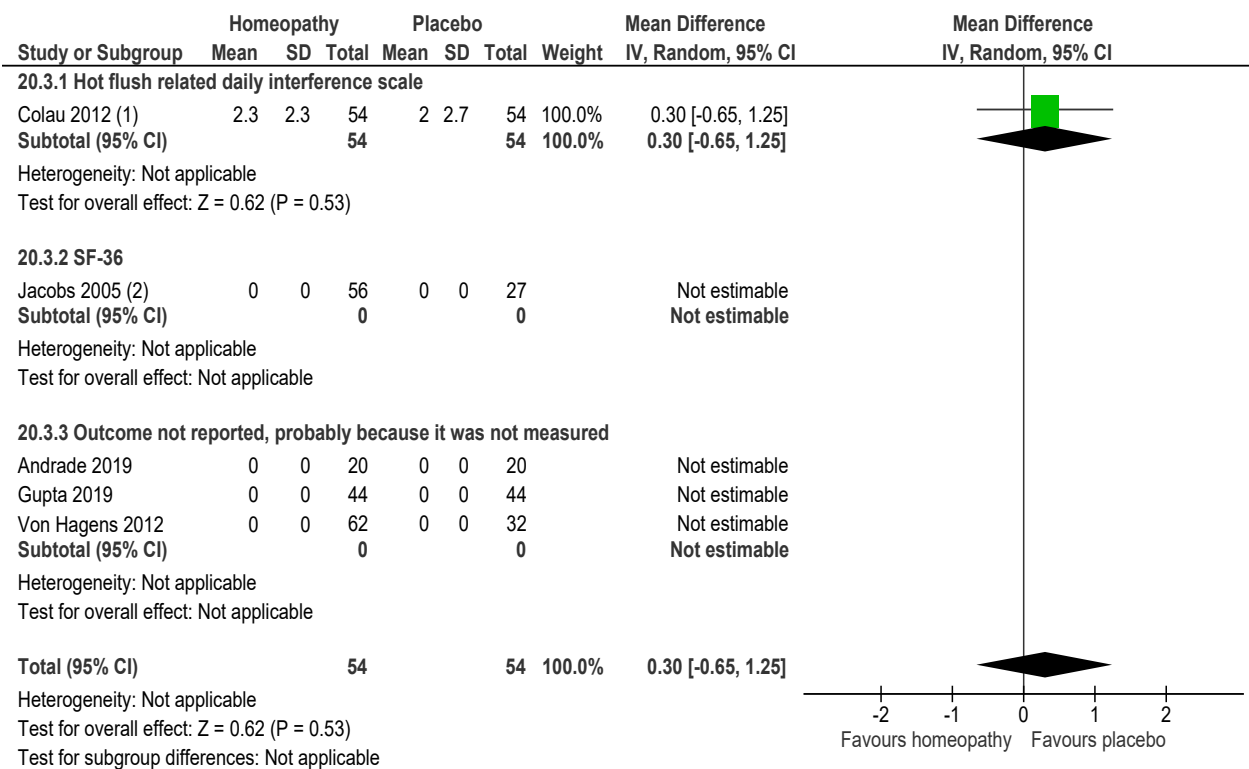 Homeopathy Placebo Mean Difference Mean Difference
Study or Subgroup Mean SD Total Mean SD Total Weight IV, Random, 95% CI IV, Random, 95% CI
20.3.1 Hot flush related daily interference scale
Colau 2012 (1) 2.3 2.3 54 2 2.7 54 100.0% 0.30 [-0.65, 1.25]
Subtotal (95% CI) 54 54 100.0% 0.30 [-0.65, 1.25]
Heterogeneity: Not applicable
Test for overall effect: Z = 0.62 (P = 0.53)
20.3.2 SF-36
Jacobs 2005 (2) 0 0 56 0 0 27 Not estimable
Subtotal (95% CI) 0 0 Not estimable
Heterogeneity: Not applicable
Test for overall effect: Not applicable
20.3.3 Outcome not reported, probably because it was not measured
Andrade 2019 0 0 20 0 0 20 Not estimable
Gupta 2019 0 0 44 0 0 44 Not estimable
Von Hagens 2012 0 0 62 0 0 32 Not estimable
Subtotal (95% CI) 0 0 Not estimable
Heterogeneity: Not applicable
Test for overall effect: Not applicable
Total (95% CI) 54 54 100.0% 0.30 [-0.65, 1.25]
Heterogeneity: Not applicable
Test for overall effect: Z = 0.62 (P = 0.53)
Test for subgroup differences: Not applicable
-2 -1 0 1 2
Favours homeopathy Favours placebo